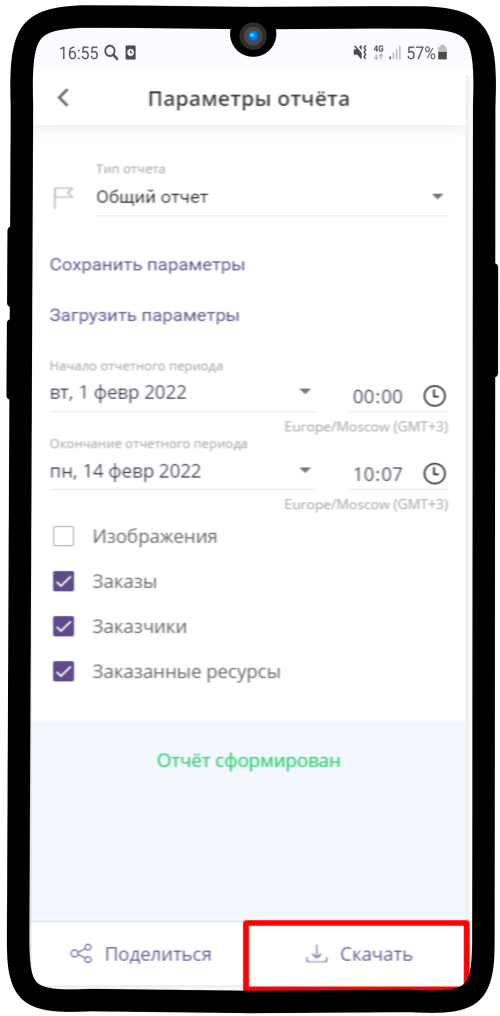 16:55 4G 57%
Параметры отчёта
Тип отчета
Общий отчет
Сохранить параметры
Загрузить параметры
Начало отчетного периода
вт, 1 февр 2022 00:00
Europe/Moscow (GMT+3)
Окончание отчетного периода
пн, 14 февр 2022 10:07
Europe/Moscow (GMT+3)
Изображения
Заказы
Заказчики
Заказанные ресурсы
Отчёт сформирован
Поделиться Скачать